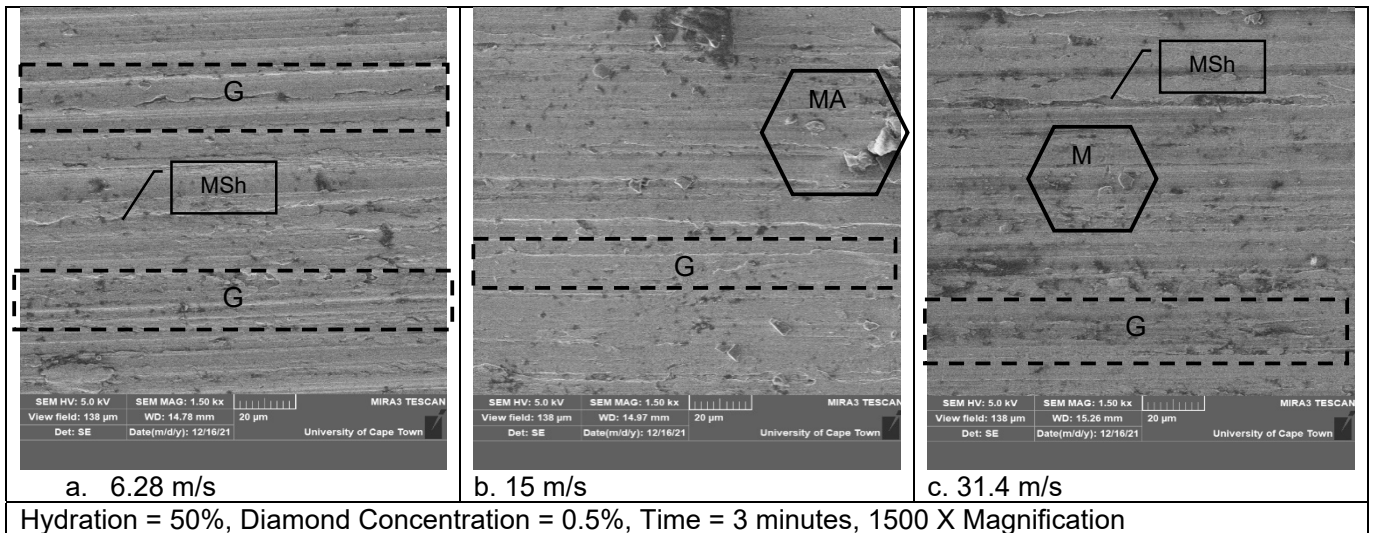 G
MSh
G
SEM HV: 5.0 kV SEM MAG: 1.50 kx MIRA3 TESCAN
View field: 138 µm WD: 14.78 mm 20 µm
Det: SE Date(m/d/y): 12/16/21 University of Cape Town
a. 6.28 m/s
MA
G
SEM HV: 5.0 kV SEM MAG: 1.50 kx MIRA3 TESCAN
View field: 138 µm WD: 14.97 mm 20 µm
Det: SE Date(m/d/y): 12/16/21 University of Cape Town
b. 15 m/s
MSh
M
G
SEM HV: 5.0 kV SEM MAG: 1.50 kx MIRA3 TESCAN
View field: 138 µm WD: 15.26 mm 20 µm
Det: SE Date(m/d/y): 12/16/21 University of Cape Town
c. 31.4 m/s
Hydration = 50%, Diamond Concentration = 0.5%, Time = 3 minutes, 1500 X Magnification